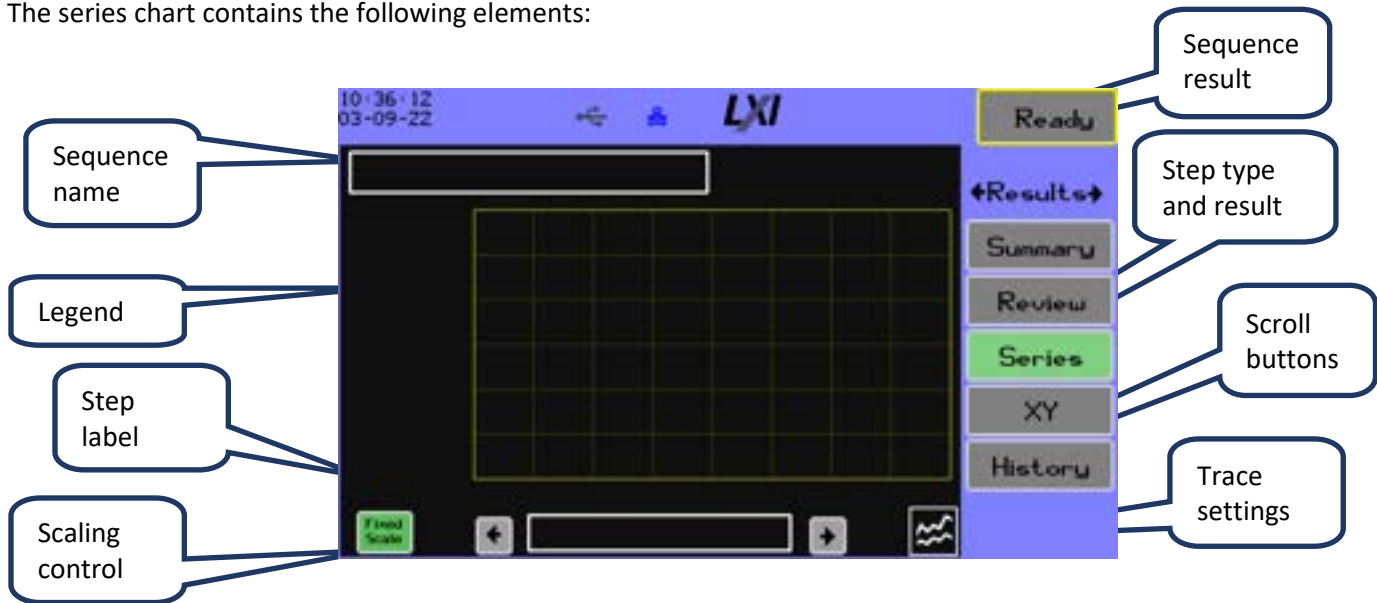 The series chart contains the following elements:
Sequence
result
10:36:12
03-09-22
LXI
Ready
Sequence
name
Step type
and result
←Results→
Summary
Legend
Review
Scroll
buttons
Series
Step
label
XY
History
Trace
settings
Scaling
control
Fixed
Scale